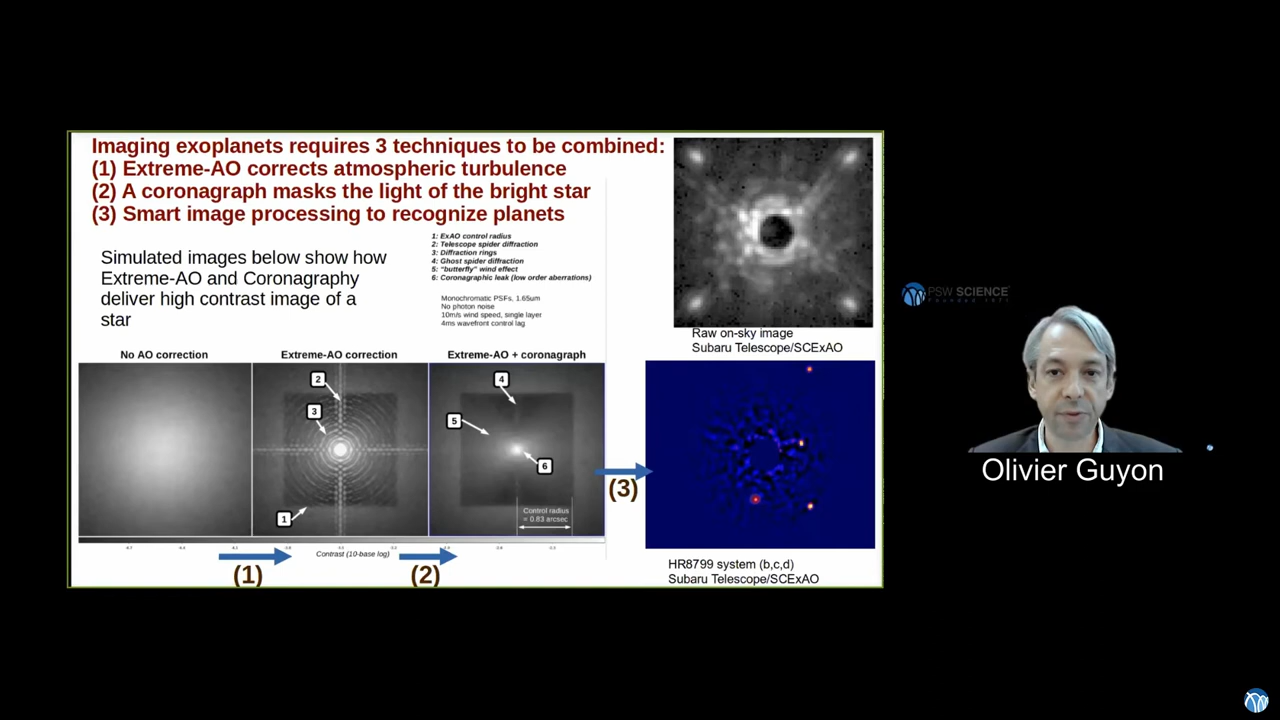 Imaging exoplanets requires 3 techniques to be combined:
(1) Extreme-AO corrects atmospheric turbulence
(2) A coronagraph masks the light of the bright star
(3) Smart image processing to recognize planets
Simulated images below show how
Extreme-AO and Coronagraphy
deliver high contrast image of a
star
1: ExAO control radius
2: Telescope spider diffraction
3: Diffraction rings
4: Ghost spider diffraction
5: "butterfly" wind effect
6: Coronagraphic leak (low order aberrations)
Monochromatic PSFs, 1.65um
No photon noise
10m/s wind speed, single layer
4ms wavefront control lag
Raw on-sky image
Subaru Telescope/SCExAO
No AO correction
Extreme-AO correction
Extreme-AO + coronagraph
2
3
1
4
5
6
Control radius
= 0.83 arcsec
Contrast (10-base log)
(1)
(2)
(3)
HR8799 system (b,c,d)
Subaru Telescope/SCExAO
PSW SCIENCE
Olivier Guyon